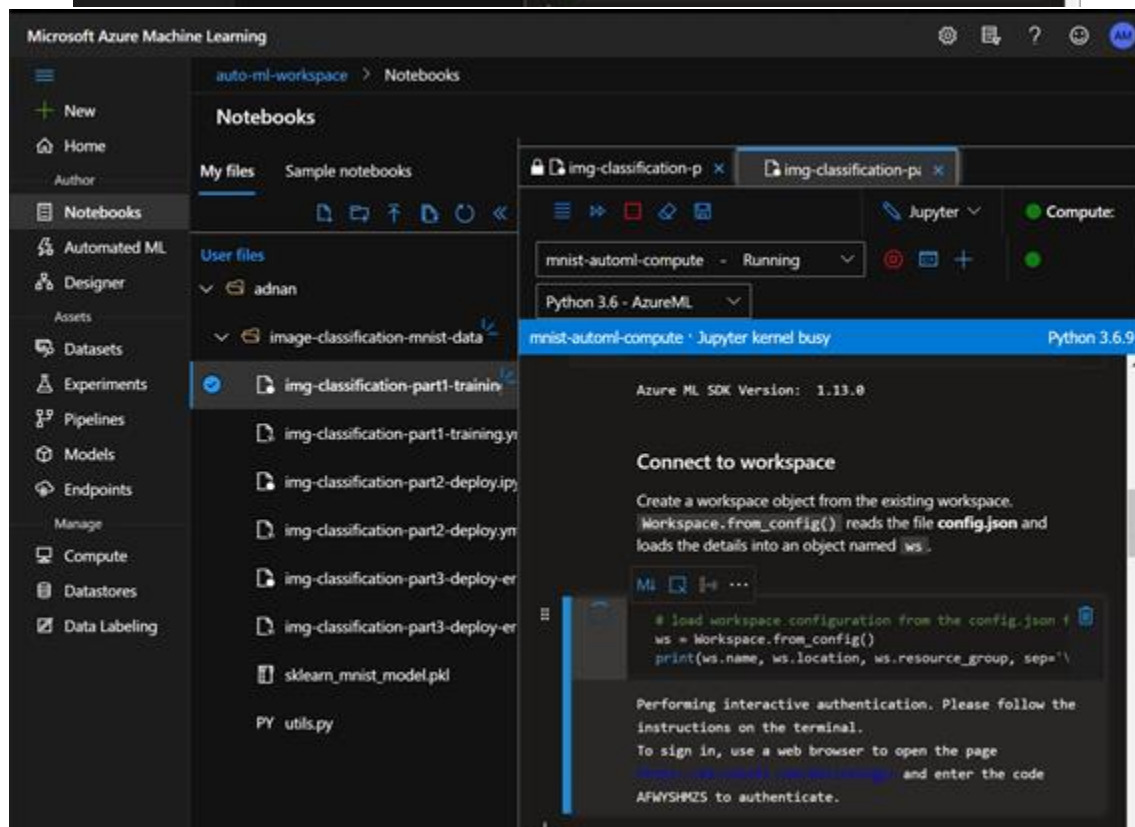 Microsoft Azure Machine Learning
?
AM
auto-ml-workspace > Notebooks
New
Home
Author
Notebooks
Automated ML
Designer
Assets
Datasets
Experiments
Pipelines
Models
Endpoints
Manage
Compute
Datastores
Data Labeling
Notebooks
My files Sample notebooks
User files
adnan
image-classification-mnist-data
img-classification-part1-training
img-classification-part1-training.y
img-classification-part2-deploy.ipy
img-classification-part2-deploy.ym
img-classification-part3-deploy-er
img-classification-part3-deploy-er
sklearn_mnist_model.pkl
PY utils.py
img-classification-p × img-classification-pa ×
Jupyter Compute:
mnist-automl-compute - Running
Python 3.6 - AzureML
mnist-automl-compute · Jupyter kernel busy Python 3.6.9
Azure ML SDK Version: 1.13.0
Connect to workspace
Create a workspace object from the existing workspace.
Workspace.from_config() reads the file config.json and
loads the details into an object named ws .
M↓ ···
# load workspace configuration from the config.json f
ws = Workspace.from_config()
print(ws.name, ws.location, ws.resource_group, sep='\
Performing interactive authentication. Please follow the
instructions on the terminal.
To sign in, use a web browser to open the page
and enter the code
AFWYSHMZS to authenticate.